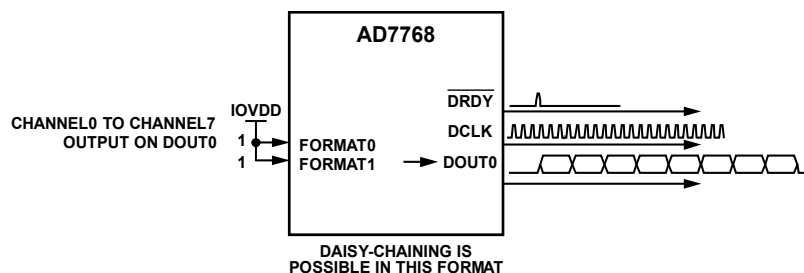 AD7768
IOVDD
CHANNEL0 TO CHANNEL7
OUTPUT ON DOUT0
1
1
FORMAT0
FORMAT1
DRDY
DCLK
DOUT0
DAISY-CHAINING IS
POSSIBLE IN THIS FORMAT